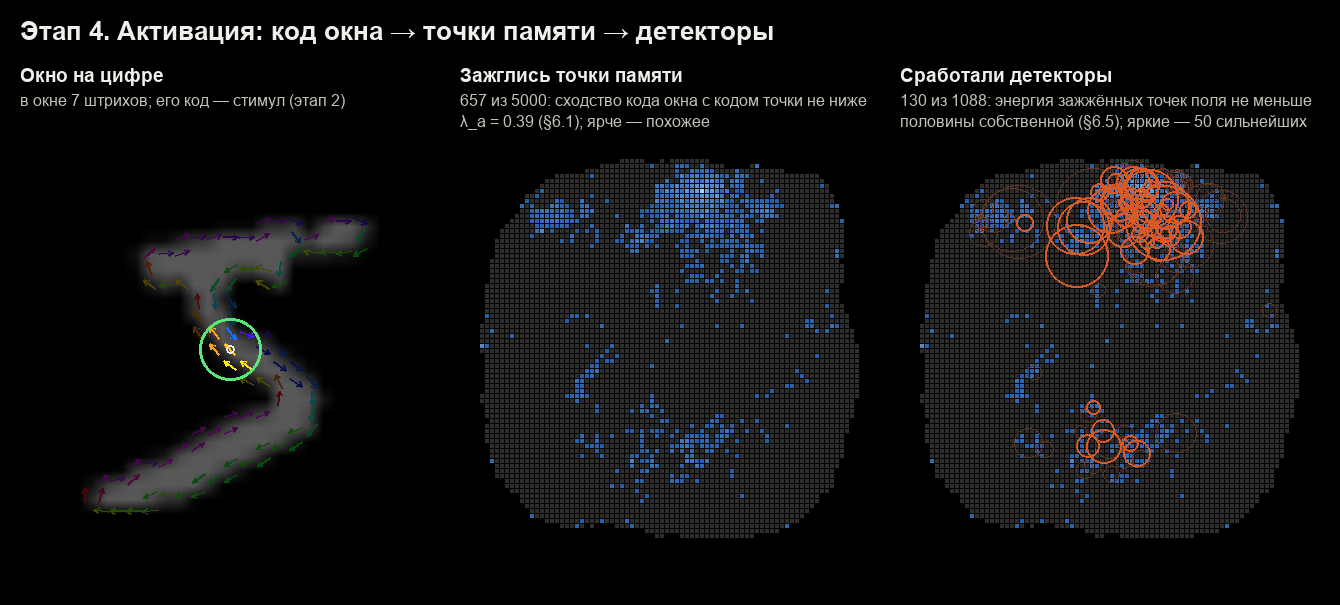 Этап 4. Активация: код окна → точки памяти → детекторы
Окно на цифре
в окне 7 штрихов; его код — стимул (этап 2)
Зажглись точки памяти
657 из 5000: сходство кода окна с кодом точки не ниже
λ_a = 0.39 (§6.1); ярче — похожее
Сработали детекторы
130 из 1088: энергия зажжённых точек поля не меньше
половины собственной (§6.5); яркие — 50 сильнейших